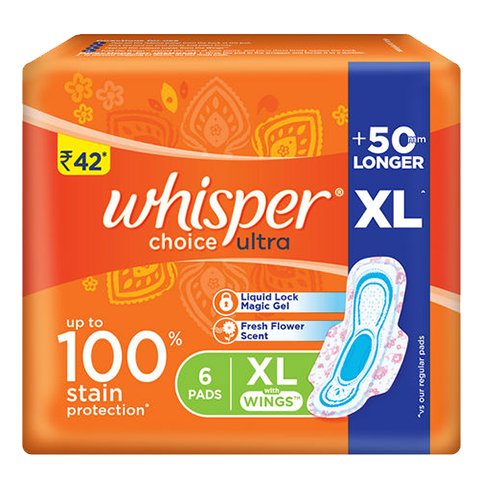 ₹42*
+50mm
LONGER
XL^
whisper®
choice ultra
Liquid Lock
Magic Gel
Fresh Flower
Scent
up to
100%
stain
protection*
6
PADS
XL
with
WINGS™
*vs our regular pads